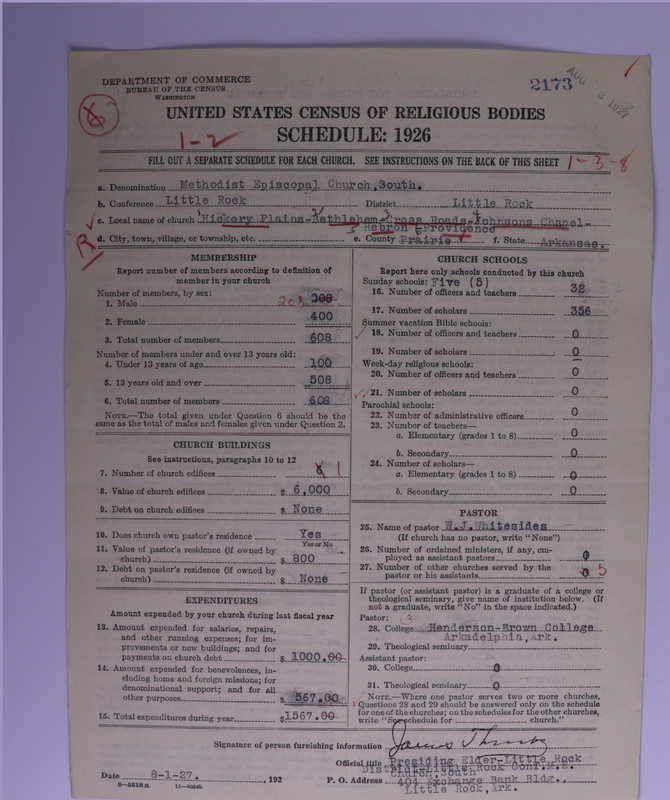 DEPARTMENT OF COMMERCE
BUREAU OF THE CENSUS
WASHINGTON
2173
AUG 3 1927
6
UNITED STATES CENSUS OF RELIGIOUS BODIES
1-2
SCHEDULE: 1926
FILL OUT A SEPARATE SCHEDULE FOR EACH CHURCH. SEE INSTRUCTIONS ON THE BACK OF THIS SHEET
1-3-8
a. Denomination Methodist Episcopal Church, South.
b. Conference Little Rock District Little Rock
c. Local name of church Hickory Plains-Bethlehem-Cross Roads-Johnsons Chapel-
Hebron Providence
R
d. City, town, village, or township, etc. e. County Prairie f. State Arkansas.
MEMBERSHIP
Report number of members according to definition of member in your church
Number of members, by sex:
1. Male 208 208
2. Female 400
3. Total number of members 608
Number of members under and over 13 years old:
4. Under 13 years of age 100
5. 13 years old and over 508
6. Total number of members 608
NOTE.—The total given under Question 6 should be the
same as the total of males and females given under Question 3.
CHURCH BUILDINGS
See instructions, paragraphs 10 to 12
7. Number of church edifices 6 1
8. Value of church edifices $ 6,000
9. Debt on church edifices $ None
10. Does church own pastor's residence Yes
Yes or No
11. Value of pastor's residence (if owned by
church) $ 800
12. Debt on pastor's residence (if owned by
church) $ None
EXPENDITURES
Amount expended by your church during last fiscal year
13. Amount expended for salaries, repairs,
and other running expenses; for im-
provements or new buildings; and for
payments on church debt $ 1000.00
14. Amount expended for benevolences, in-
cluding home and foreign missions; for
denominational support; and for all
other purposes $ 567.00
15. Total expenditures during year $1567.00
CHURCH SCHOOLS
Report here only schools conducted by this church
Sunday schools: Five (5)
16. Number of officers and teachers 32
17. Number of scholars 356
Summer vacation Bible schools:
18. Number of officers and teachers 0
19. Number of scholars 0
Week-day religious schools:
20. Number of officers and teachers 0
21. Number of scholars 0
Parochial schools:
22. Number of administrative officers 0
23. Number of teachers—
a. Elementary (grades 1 to 8) 0
b. Secondary 0
24. Number of scholars—
a. Elementary (grades 1 to 8) 0
b. Secondary 0
PASTOR
25. Name of pastor W.J.Whitesides
(If church has no pastor, write "None")
26. Number of ordained ministers, if any, em-
ployed as assistant pastors 0
27. Number of other churches served by the
pastor or his assistants 0 5
If pastor (or assistant pastor) is a graduate of a college or
theological seminary, give name of institution below. (If
not a graduate, write "No" in the space indicated.)
Pastor: 3
28. College Henderson-Brown College
Arkadelphia, Ark.
29. Theological seminary
Assistant pastor:
30. College 0
31. Theological seminary 0
NOTE.—Where one pastor serves two or more churches,
Questions 28 and 29 should be answered only on the schedule
for one of the churches; on the schedules for the other churches,
write "See schedule for church."
Signature of person furnishing information James Thomas
Official title Presiding Elder-Little Rock
District-Little Rock Conf.M.E.
Church, South
Date 8-1-27. , 192
P. O. Address 404 Exchange Bank Bldg.,
Little Rock, Ark.